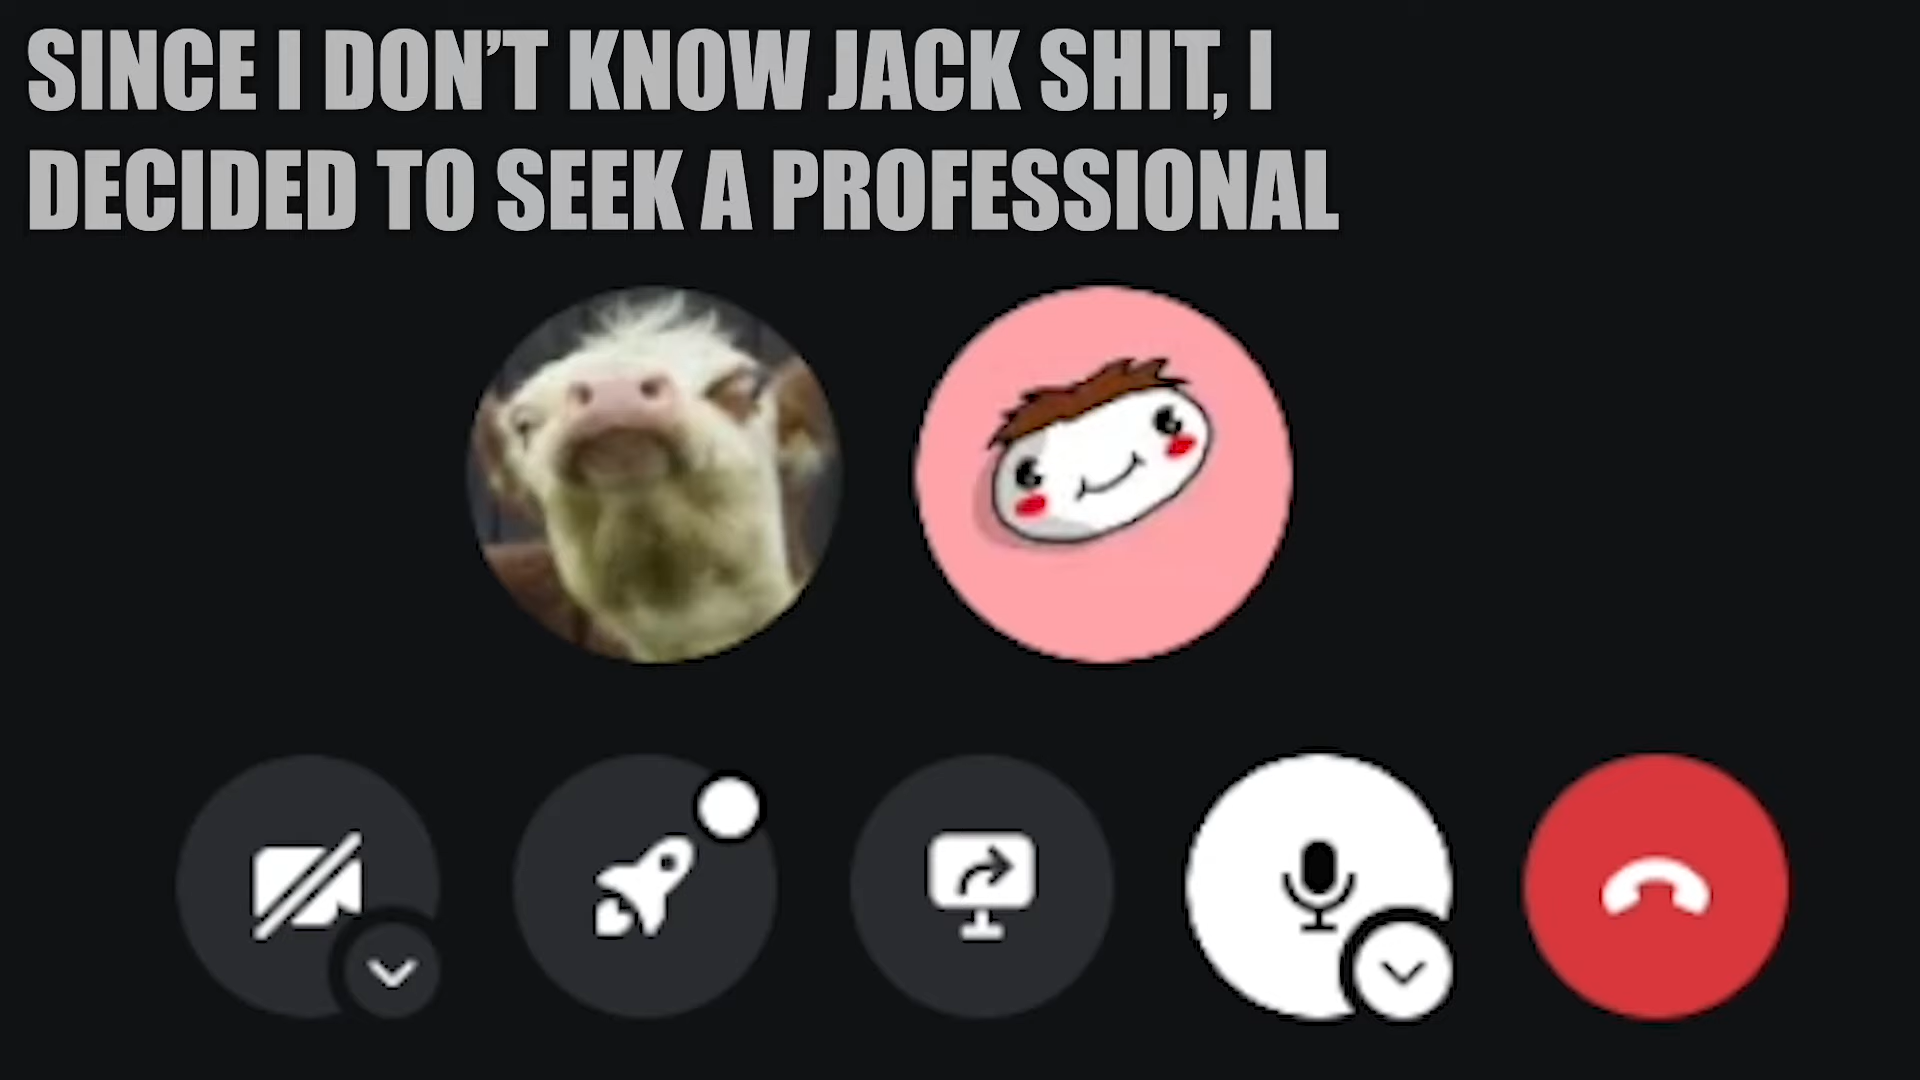 SINCE I DON’T KNOW JACK SHIT, I
DECIDED TO SEEK A PROFESSIONAL